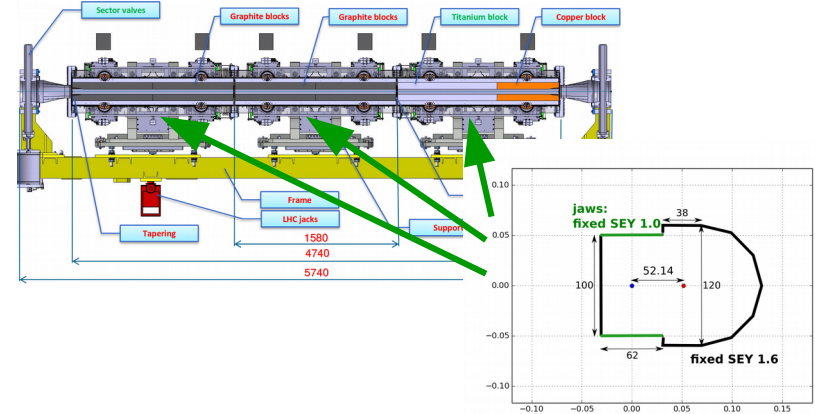 Sector valves
Graphite blocks
Graphite blocks
Titanium block
Copper block
Frame
LHC jacks
Tapering
Support
1580
4740
5740
jaws:
fixed SEY 1.0
38
52.14
100
120
62
fixed SEY 1.6
0.10
0.05
0.00
−0.05
−0.10
−0.10
−0.05
0.00
0.05
0.10
0.15